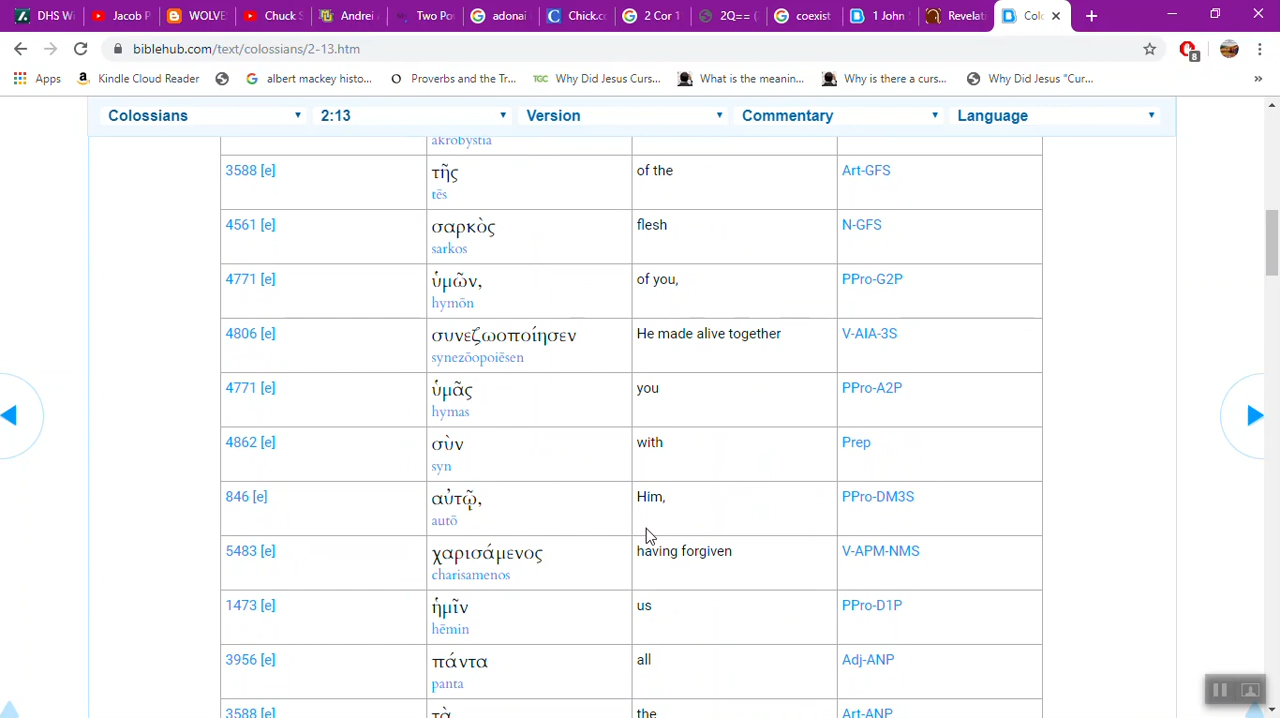 DHS Wi
Jacob P
WOLVE
Chuck S
Andrei
Two Po
adonai
Chick.c
2 Cor 1
2Q== (
coexist
1 John
Revelat
Colo
biblehub.com/text/colossians/2-13.htm
8
Apps
Kindle Cloud Reader
albert mackey histo...
Proverbs and the Tr...
TGC Why Did Jesus Curs...
What is the meanin...
Why is there a curs...
Why Did Jesus "Cur...
»
Colossians
2:13
Version
Commentary
Language
akrobystia
3588 [e] τῆς of the Art-GFS
tēs
4561 [e] σαρκὸς flesh N-GFS
sarkos
4771 [e] ὑμῶν, of you, PPro-G2P
hymōn
4806 [e] συνεζωοποίησεν He made alive together V-AIA-3S
synezōopoiēsen
4771 [e] ὑμᾶς you PPro-A2P
hymas
4862 [e] σὺν with Prep
syn
846 [e] αὐτῷ, Him, PPro-DM3S
autō
5483 [e] χαρισάμενος having forgiven V-APM-NMS
charisamenos
1473 [e] ἡμῖν us PPro-D1P
hēmin
3956 [e] πάντα all Adj-ANP
panta
3588 [e] τὰ the Art-ANP